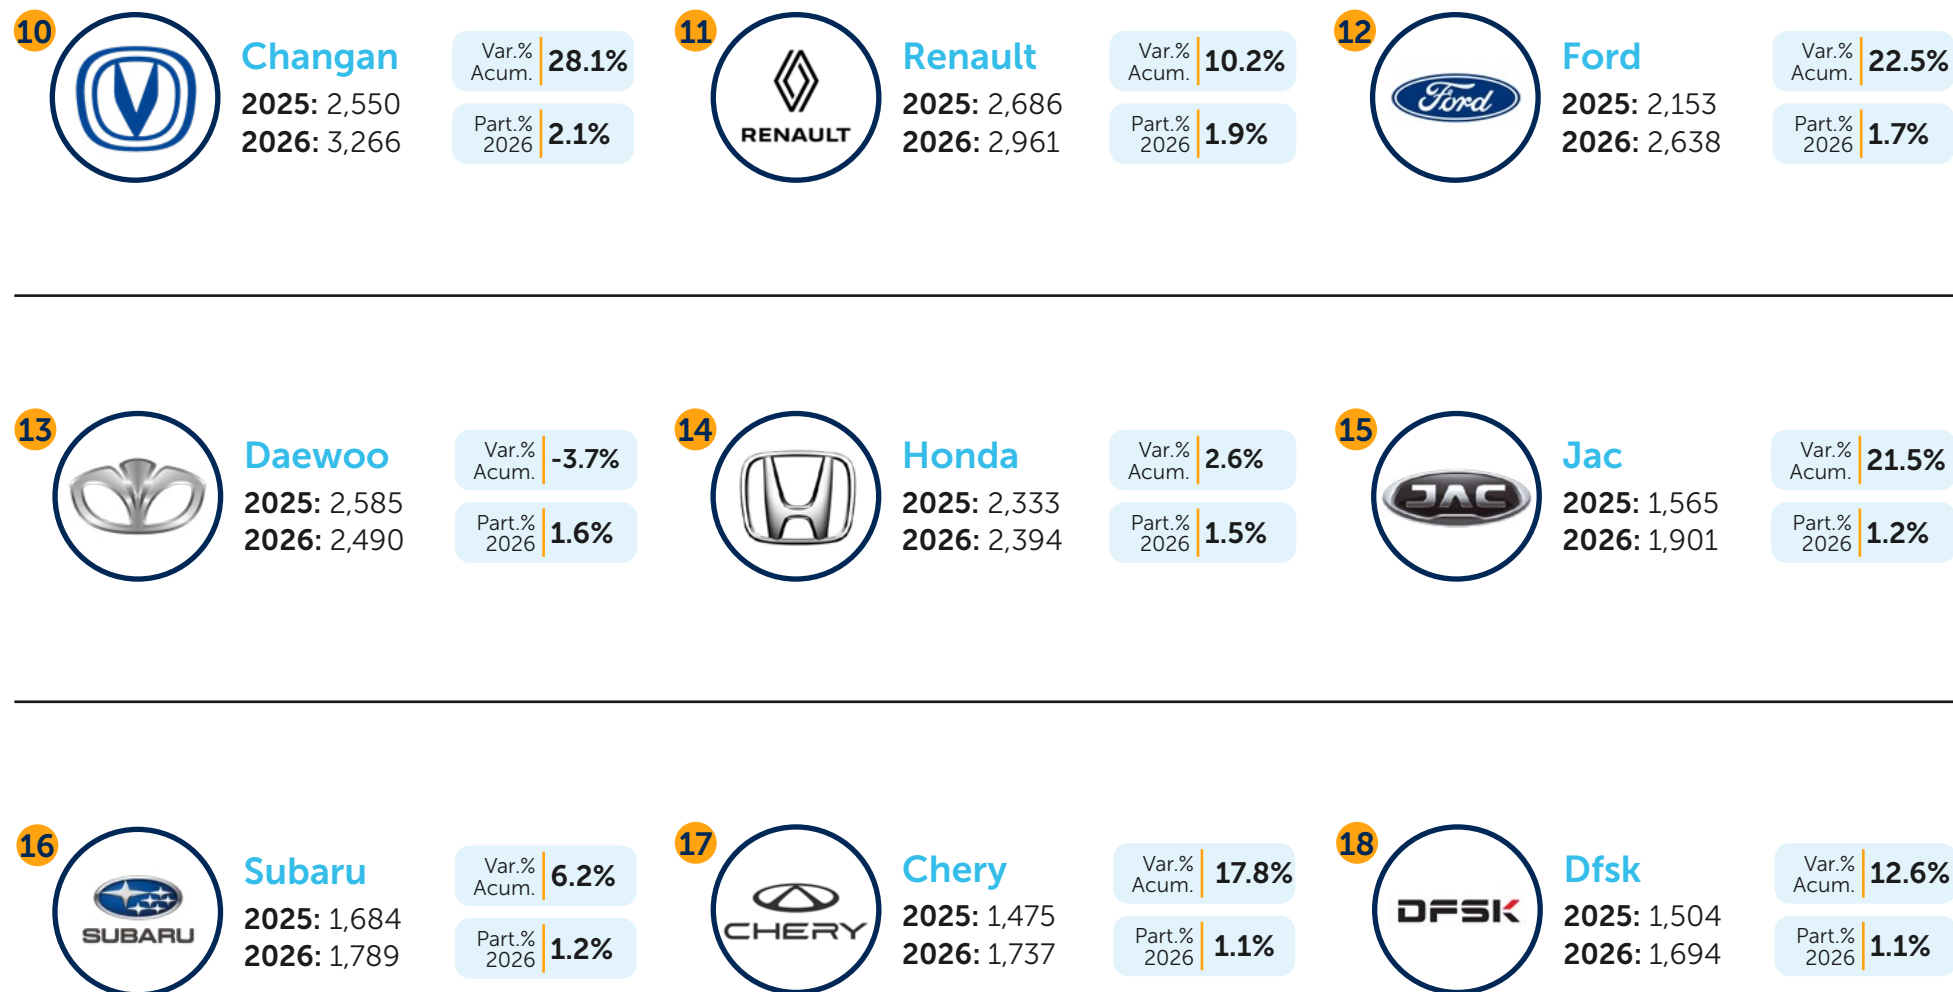 10
Changan
2025: 2,550
2026: 3,266
Var.%
Acum.
28.1%
Part.%
2026
2.1%
11
RENAULT
Renault
2025: 2,686
2026: 2,961
Var.%
Acum.
10.2%
Part.%
2026
1.9%
12
Ford
Ford
2025: 2,153
2026: 2,638
Var.%
Acum.
22.5%
Part.%
2026
1.7%
13
Daewoo
2025: 2,585
2026: 2,490
Var.%
Acum.
-3.7%
Part.%
2026
1.6%
14
Honda
2025: 2,333
2026: 2,394
Var.%
Acum.
2.6%
Part.%
2026
1.5%
15
JAC
Jac
2025: 1,565
2026: 1,901
Var.%
Acum.
21.5%
Part.%
2026
1.2%
16
SUBARU
Subaru
2025: 1,684
2026: 1,789
Var.%
Acum.
6.2%
Part.%
2026
1.2%
17
CHERY
Chery
2025: 1,475
2026: 1,737
Var.%
Acum.
17.8%
Part.%
2026
1.1%
18
DFSK
Dfsk
2025: 1,504
2026: 1,694
Var.%
Acum.
12.6%
Part.%
2026
1.1%